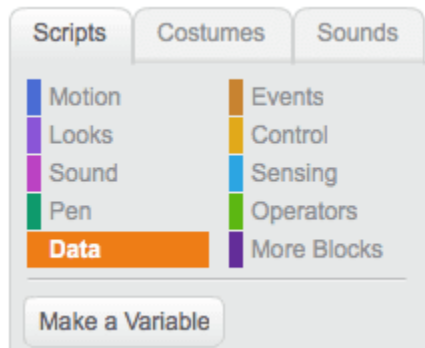 Scripts Costumes Sounds
Motion Events
Looks Control
Sound Sensing
Pen Operators
Data More Blocks
Make a Variable